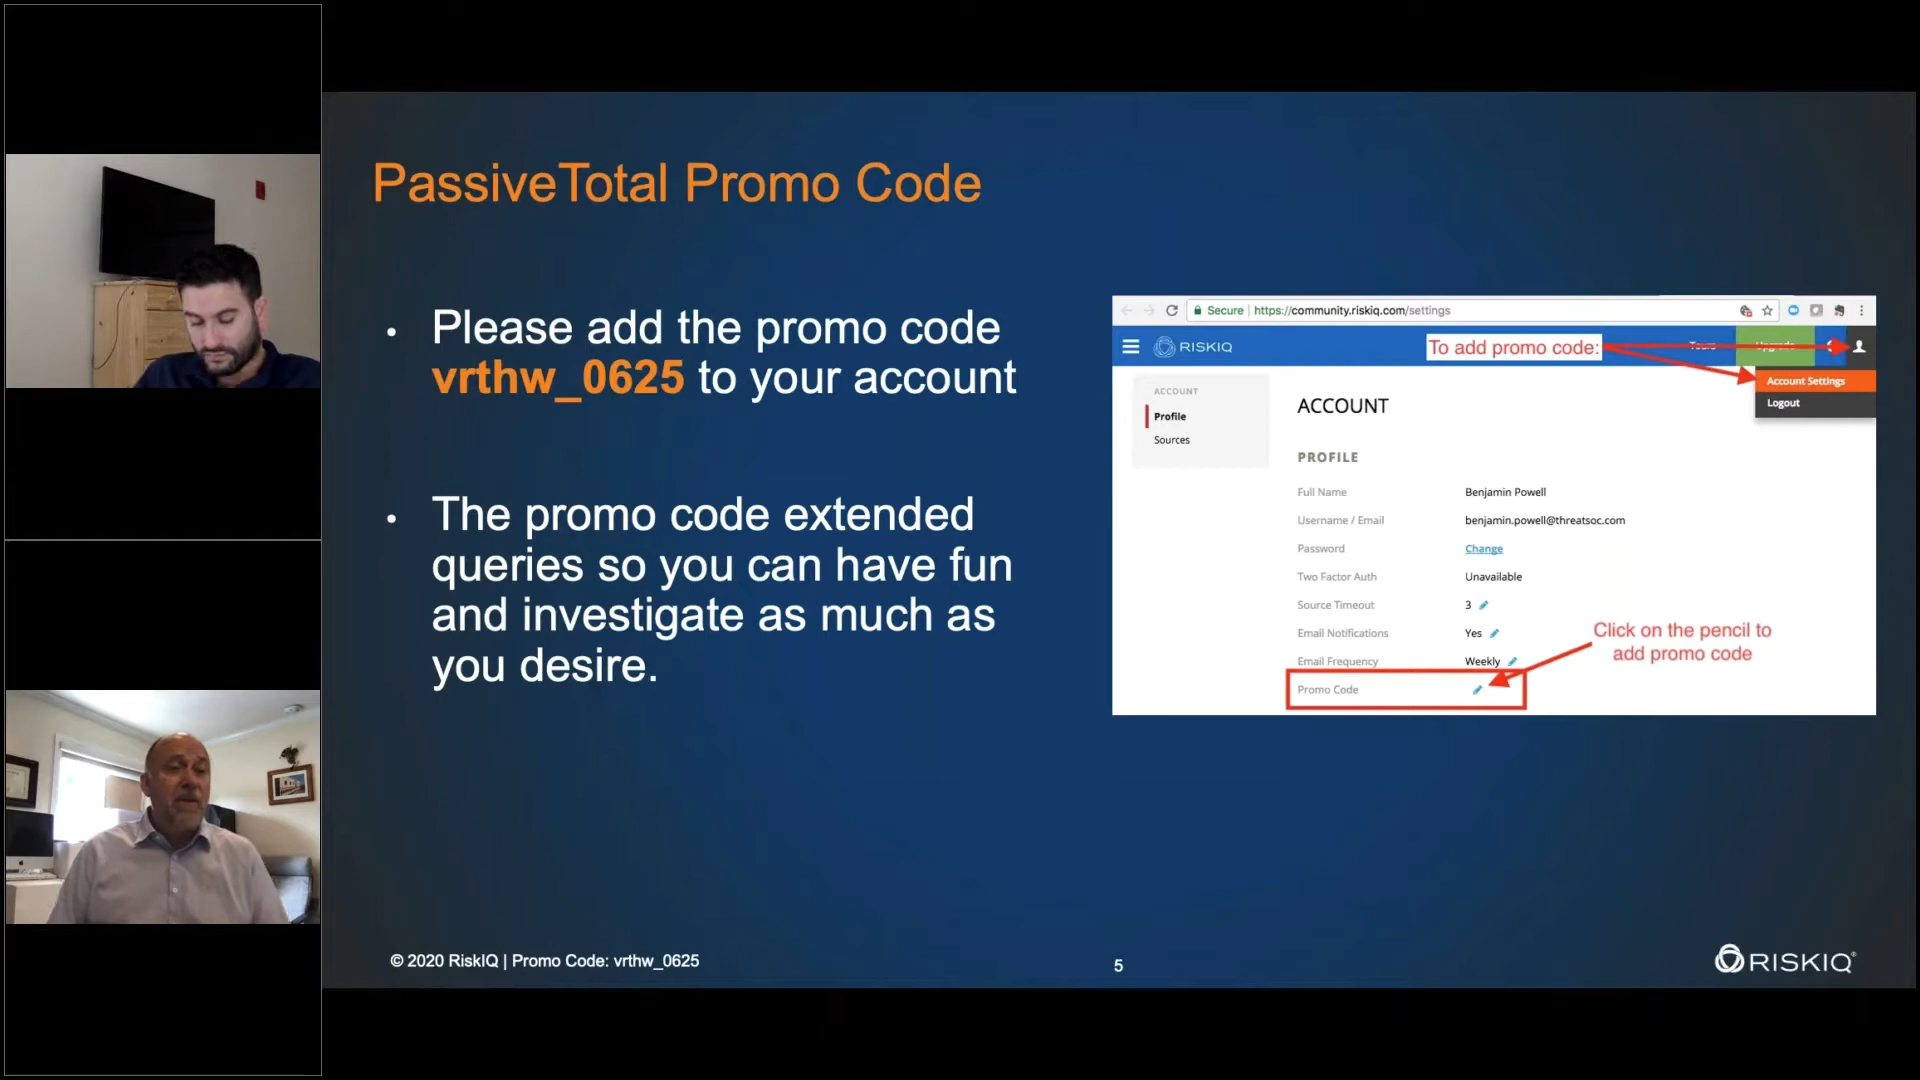 PassiveTotal Promo Code
• Please add the promo code
vrthw_0625 to your account
• The promo code extended
queries so you can have fun
and investigate as much as
you desire.
Secure | https://community.riskiq.com/settings
RISKIQ
To add promo code:
Tours
Upgrade
Account Settings
Logout
ACCOUNT
Profile
Sources
ACCOUNT
PROFILE
Full Name Benjamin Powell
Username / Email benjamin.powell@threatsoc.com
Password Change
Two Factor Auth Unavailable
Source Timeout 3
Email Notifications Yes
Email Frequency Weekly
Promo Code
Click on the pencil to
add promo code
© 2020 RiskIQ | Promo Code: vrthw_0625
5
RISKIQ®